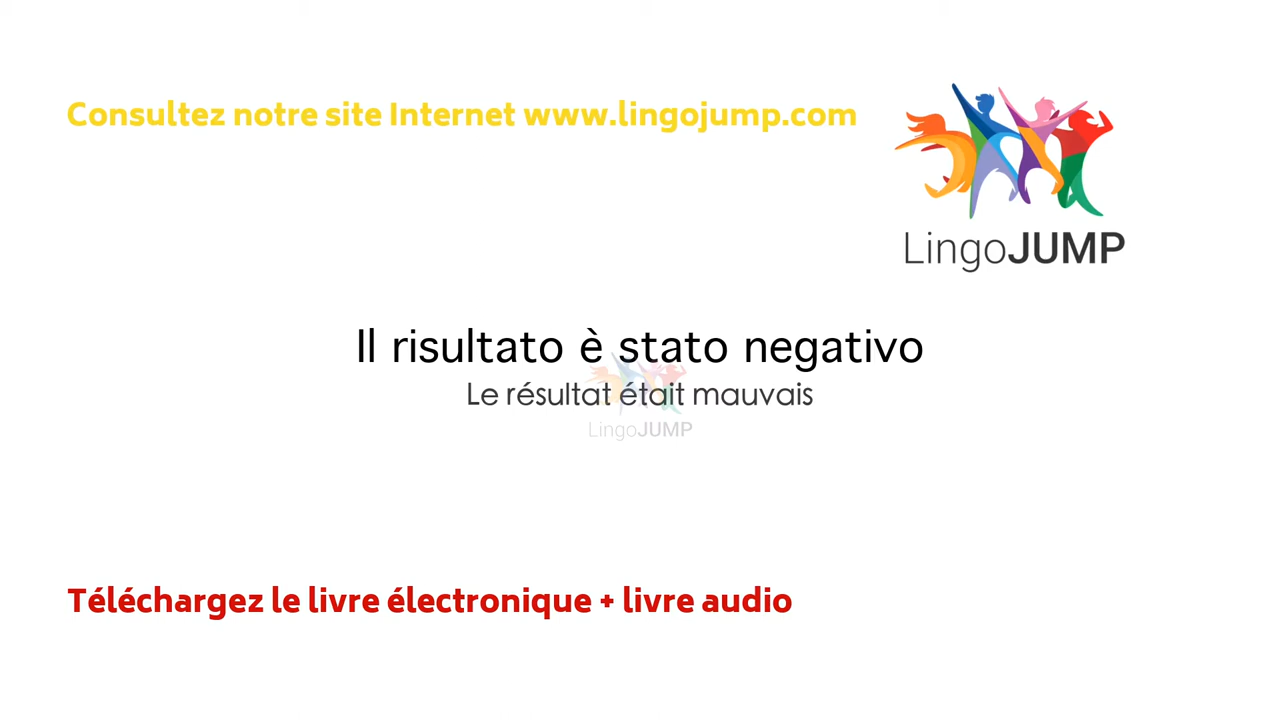 Consultez notre site Internet www.lingojump.com
LingoJUMP
Il risultato è stato negativo
Le résultat était mauvais
LingoJUMP
Téléchargez le livre électronique + livre audio